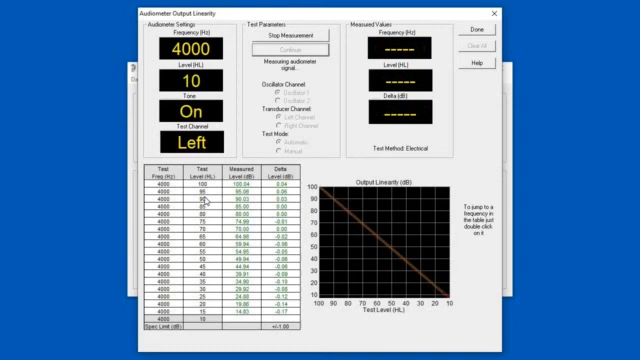 Audiometer Output Linearity
Audiometer Settings
Frequency (Hz)
4000
Level (HL)
10
Tone
On
Test Channel
Left
Test Parameters
Stop Measurement
Continue
Measuring audiometer
signal...
Oscillator Channel:
Oscillator 1
Oscillator 2
Transducer Channel:
Left Channel
Right Channel
Test Mode:
Automatic
Manual
Measured Values
Frequency (Hz)
-----
Level (HL)
-----
Delta (dB)
-----
Test Method: Electrical
Done
Clear All
Help
Test Freq (Hz) Test Level (HL) Measured Level (dB) Delta Level (dB)
4000 100 100.04 0.04
4000 95 95.06 0.06
4000 90 90.03 0.03
4000 85 85.00 0.00
4000 80 80.00 0.00
4000 75 74.99 -0.01
4000 70 70.00 0.00
4000 65 64.98 -0.02
4000 60 59.94 -0.06
4000 55 54.95 -0.05
4000 50 49.94 -0.06
4000 45 44.94 -0.06
4000 40 39.91 -0.09
4000 35 34.90 -0.10
4000 30 29.92 -0.08
4000 25 24.88 -0.12
4000 20 19.86 -0.14
4000 15 14.83 -0.17
4000 10
Spec Limit (dB) +/-1.00
Output Linearity (dB)
100
90
80
70
60
50
40
30
20
10
100 90 80 70 60 50 40 30 20 10
Test Level (HL)
To jump to a
frequency in
the table just
double click
on it